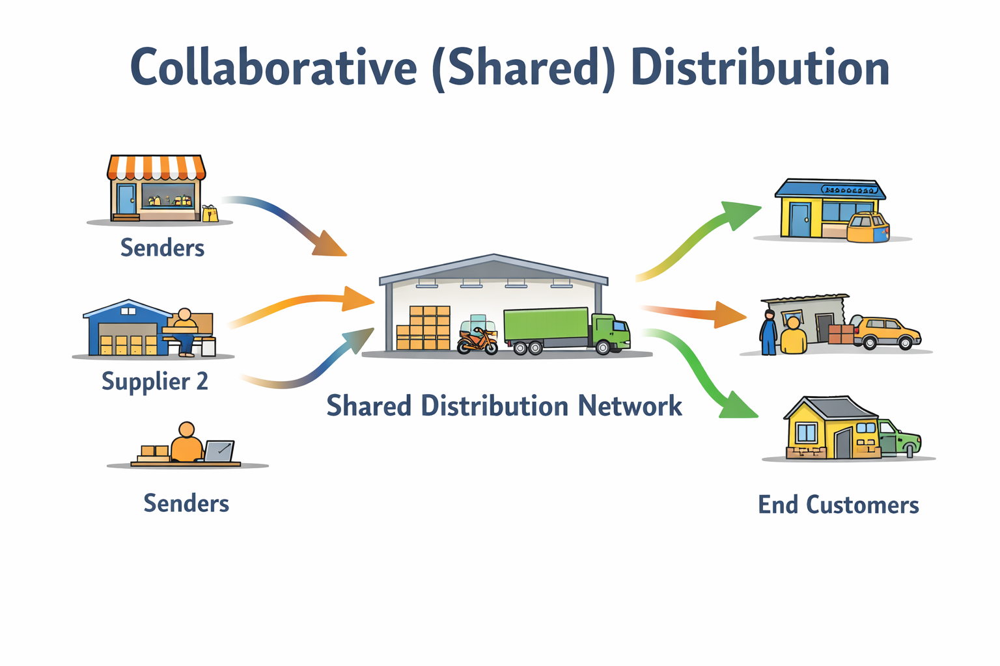 Collaborative (Shared) Distribution
Senders
Supplier 2
Shared Distribution Network
Senders
End Customers